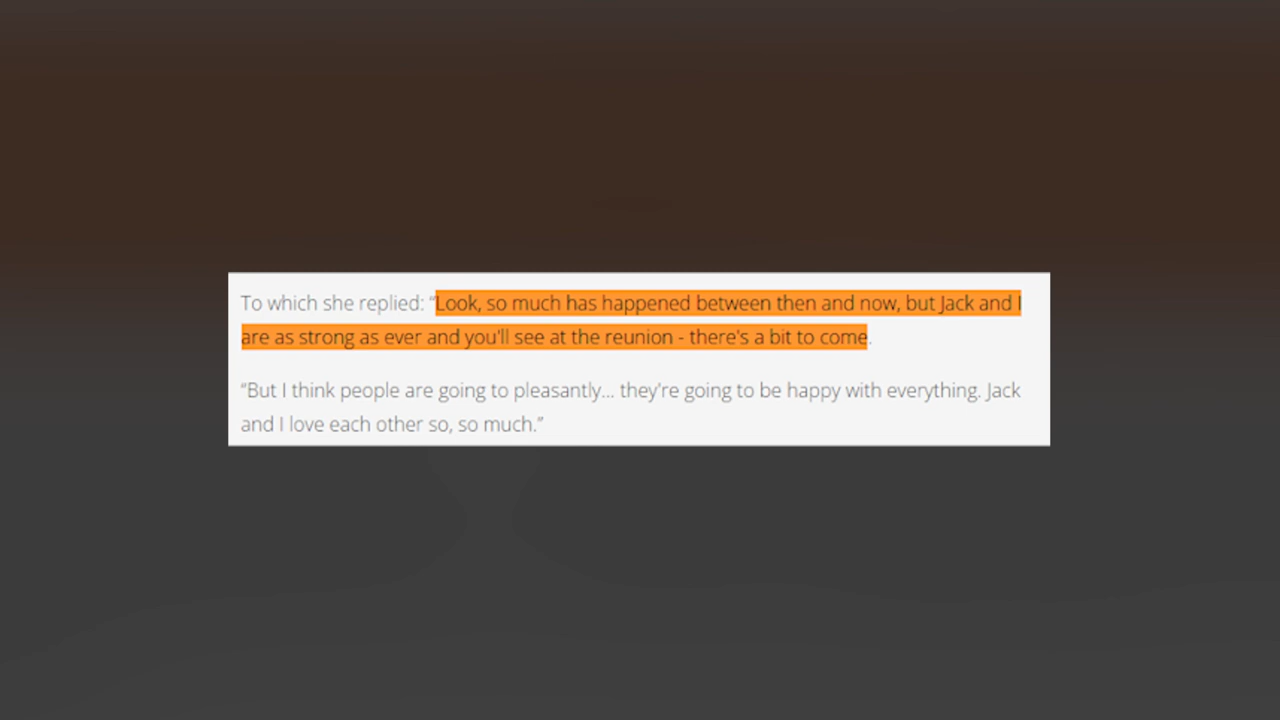 To which she replied: “Look, so much has happened between then and now, but Jack and I
are as strong as ever and you'll see at the reunion - there's a bit to come.
“But I think people are going to pleasantly... they're going to be happy with everything. Jack
and I love each other so, so much.”